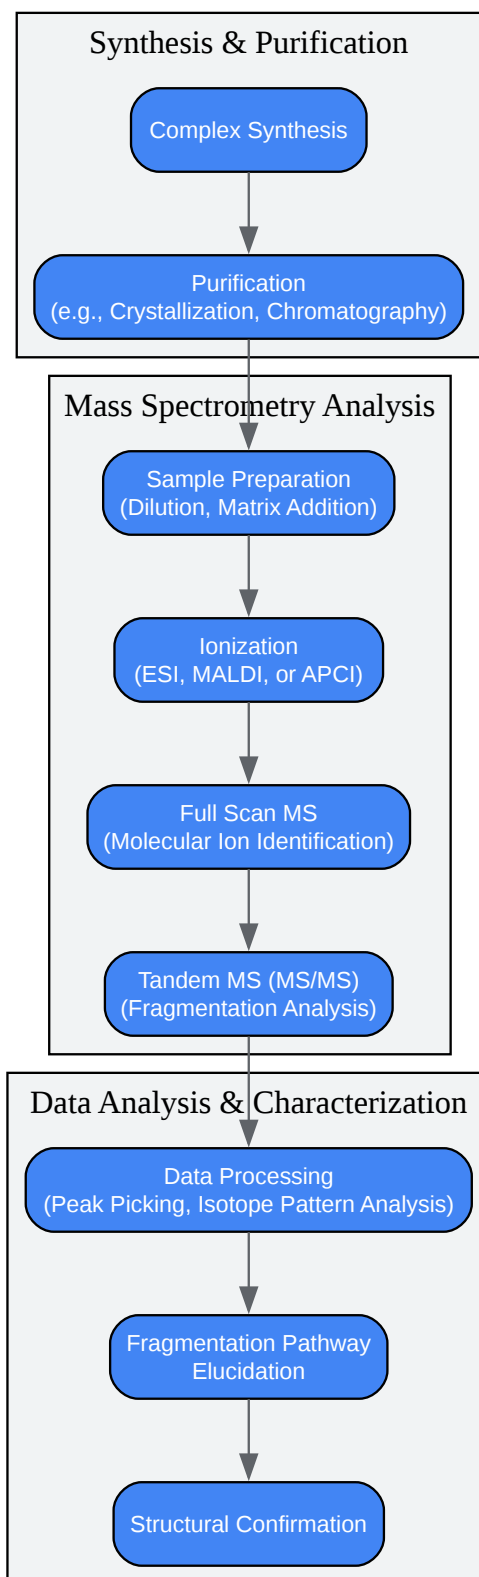 Synthesis & Purification
Complex Synthesis
Purification
(e.g., Crystallization, Chromatography)
Mass Spectrometry Analysis
Sample Preparation
(Dilution, Matrix Addition)
Ionization
(ESI, MALDI, or APCI)
Full Scan MS
(Molecular Ion Identification)
Tandem MS (MS/MS)
(Fragmentation Analysis)
Data Analysis & Characterization
Data Processing
(Peak Picking, Isotope Pattern Analysis)
Fragmentation Pathway
Elucidation
Structural Confirmation